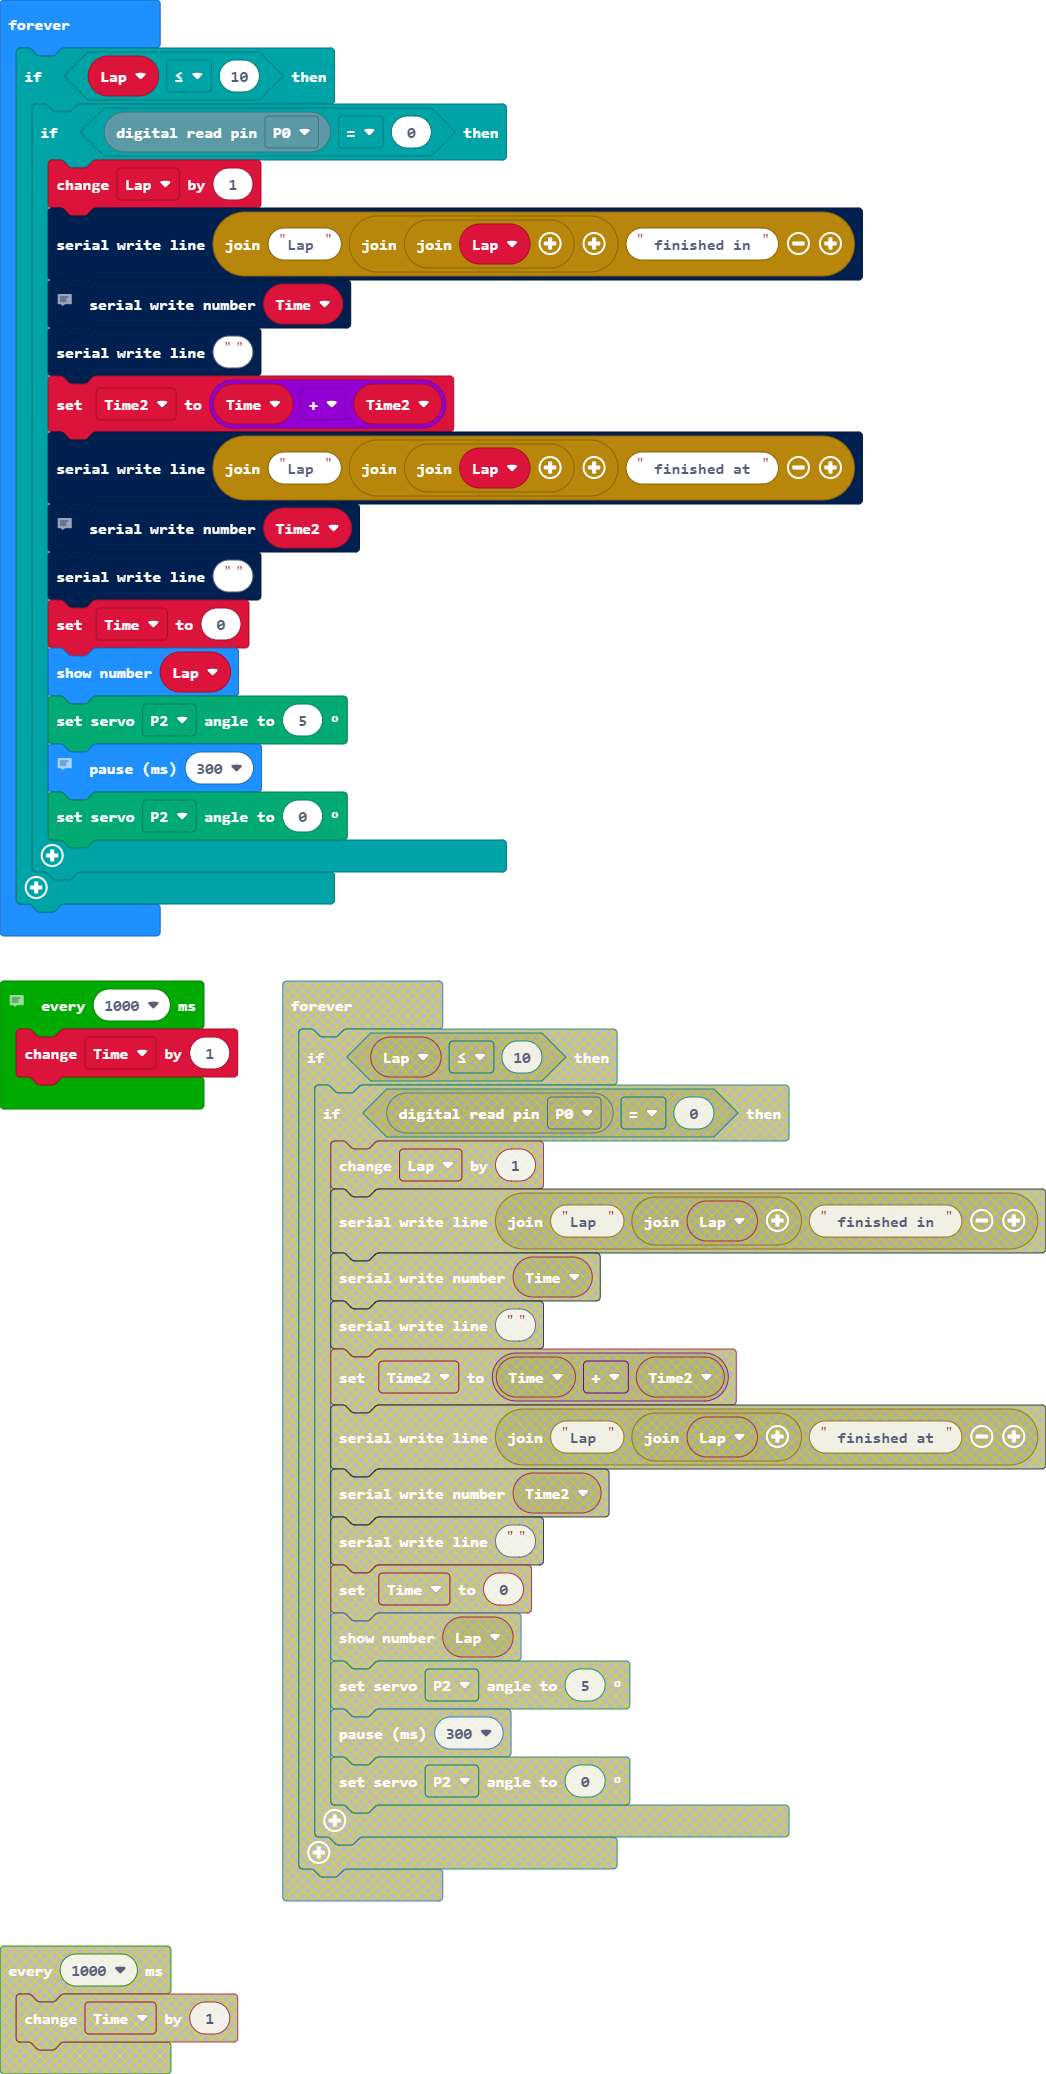 forever
if Lap ≤ 10 then
if digital read pin P0 = 0 then
change Lap by 1
serial write line join "Lap " join join Lap " finished in "
serial write number Time
serial write line " "
set Time2 to Time + Time2
serial write line join "Lap " join join Lap " finished at "
serial write number Time2
serial write line " "
set Time to 0
show number Lap
set servo P2 angle to 5 °
pause (ms) 300
set servo P2 angle to 0 °
every 1000 ms
change Time by 1
forever
if Lap ≤ 10 then
if digital read pin P0 = 0 then
change Lap by 1
serial write line join "Lap " join Lap " finished in "
serial write number Time
serial write line " "
set Time2 to Time + Time2
serial write line join "Lap " join Lap " finished at "
serial write number Time2
serial write line " "
set Time to 0
show number Lap
set servo P2 angle to 5 °
pause (ms) 300
set servo P2 angle to 0 °
every 1000 ms
change Time by 1